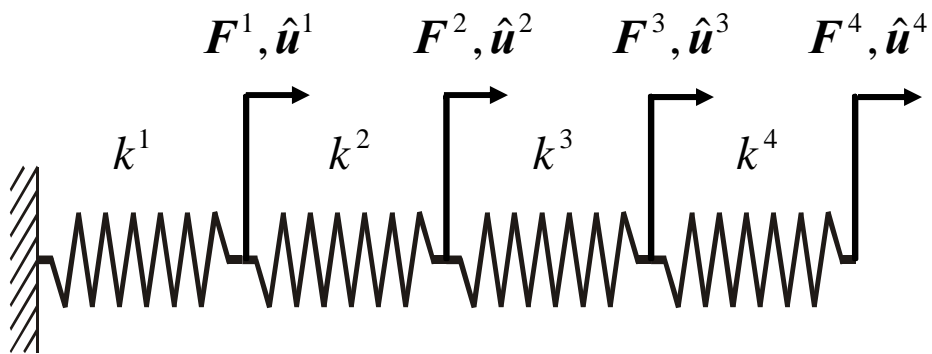 F¹, û¹ F², û² F³, û³ F⁴, û⁴
k¹ k² k³ k⁴